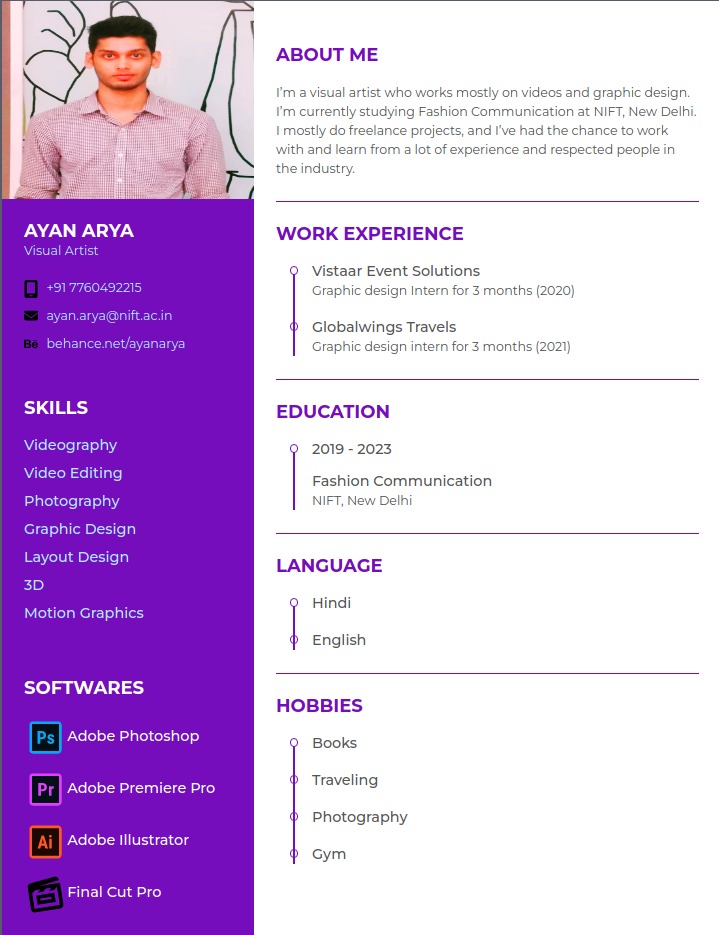 AYAN ARYA
Visual Artist
+91 7760492215
ayan.arya@nift.ac.in
Bē behance.net/ayanarya
SKILLS
Videography
Video Editing
Photography
Graphic Design
Layout Design
3D
Motion Graphics
SOFTWARES
Ps Adobe Photoshop
Pr Adobe Premiere Pro
Ai Adobe Illustrator
Final Cut Pro
ABOUT ME
I’m a visual artist who works mostly on videos and graphic design.
I’m currently studying Fashion Communication at NIFT, New Delhi.
I mostly do freelance projects, and I’ve had the chance to work
with and learn from a lot of experience and respected people in
the industry.
WORK EXPERIENCE
Vistaar Event Solutions
Graphic design Intern for 3 months (2020)
Globalwings Travels
Graphic design intern for 3 months (2021)
EDUCATION
2019 - 2023
Fashion Communication
NIFT, New Delhi
LANGUAGE
Hindi
English
HOBBIES
Books
Traveling
Photography
Gym